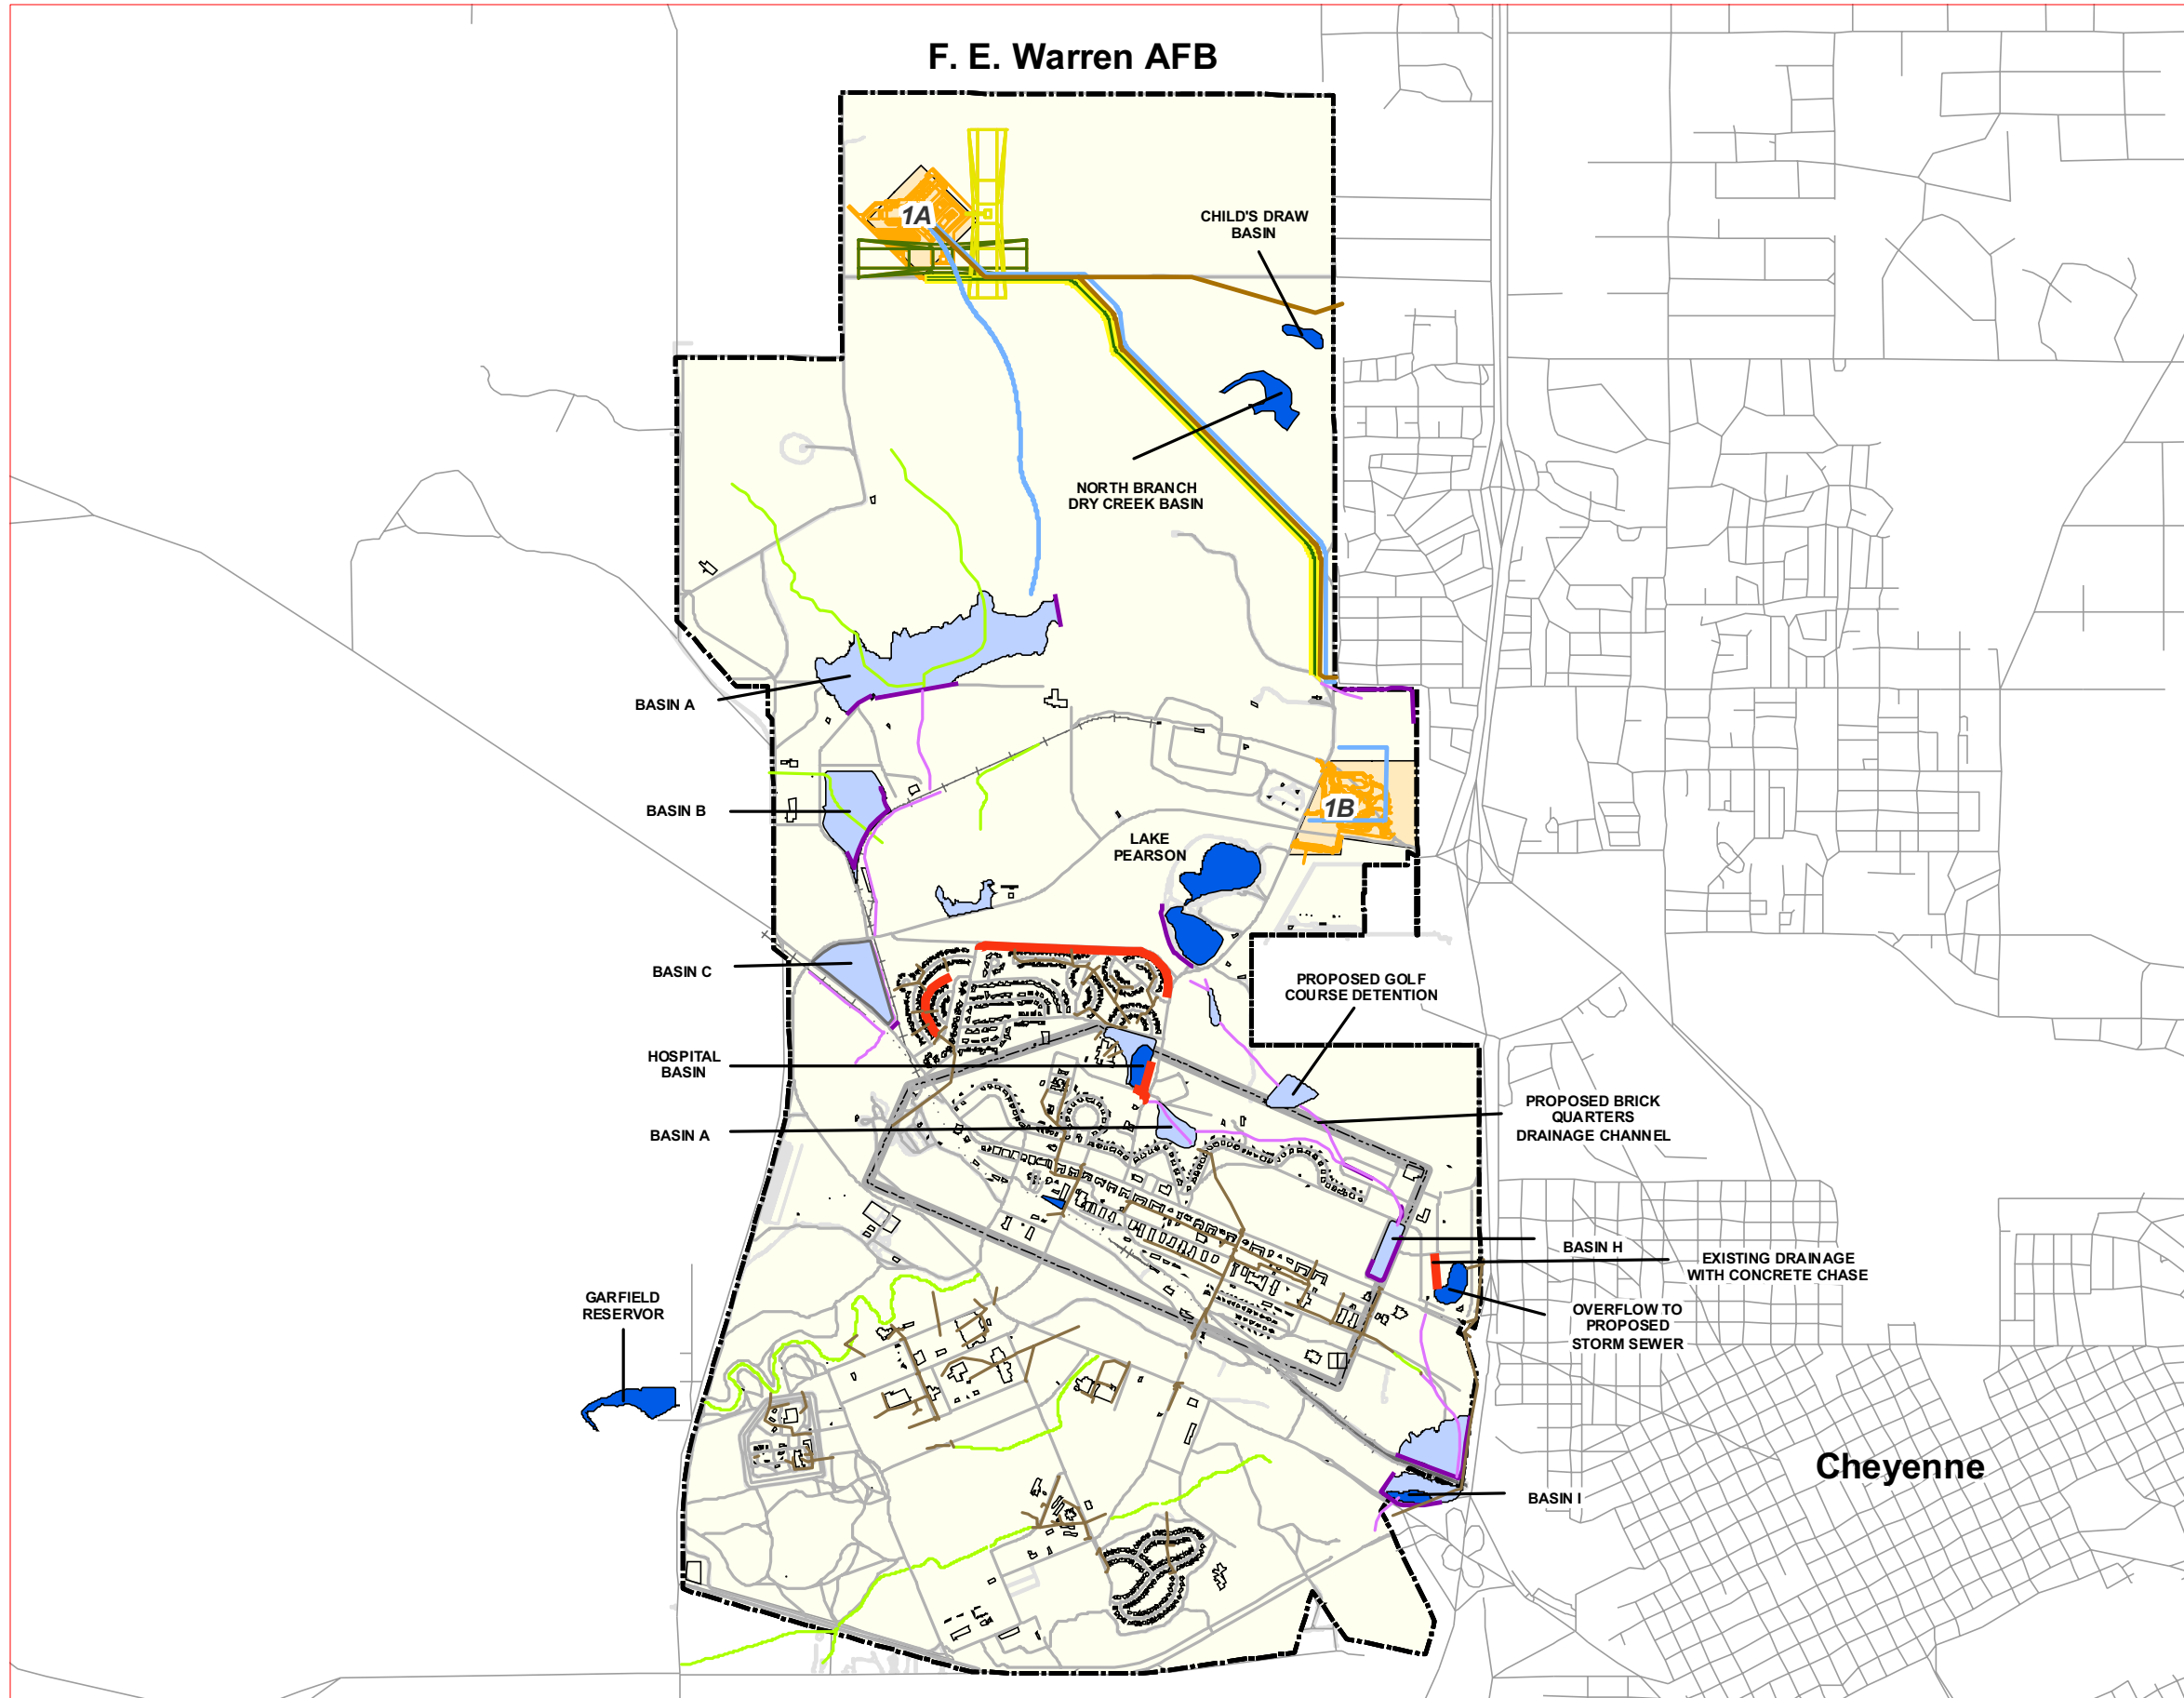 F. E. Warren AFB
1A
CHILD'S DRAW
BASIN
NORTH BRANCH
DRY CREEK BASIN
BASIN A
BASIN B
1B
LAKE
PEARSON
BASIN C
PROPOSED GOLF
COURSE DETENTION
HOSPITAL
BASIN
PROPOSED BRICK
QUARTERS
DRAINAGE CHANNEL
BASIN A
BASIN H
EXISTING DRAINAGE
WITH CONCRETE CHASE
GARFIELD
RESERVOR
OVERFLOW TO
PROPOSED
STORM SEWER
Cheyenne
BASIN I